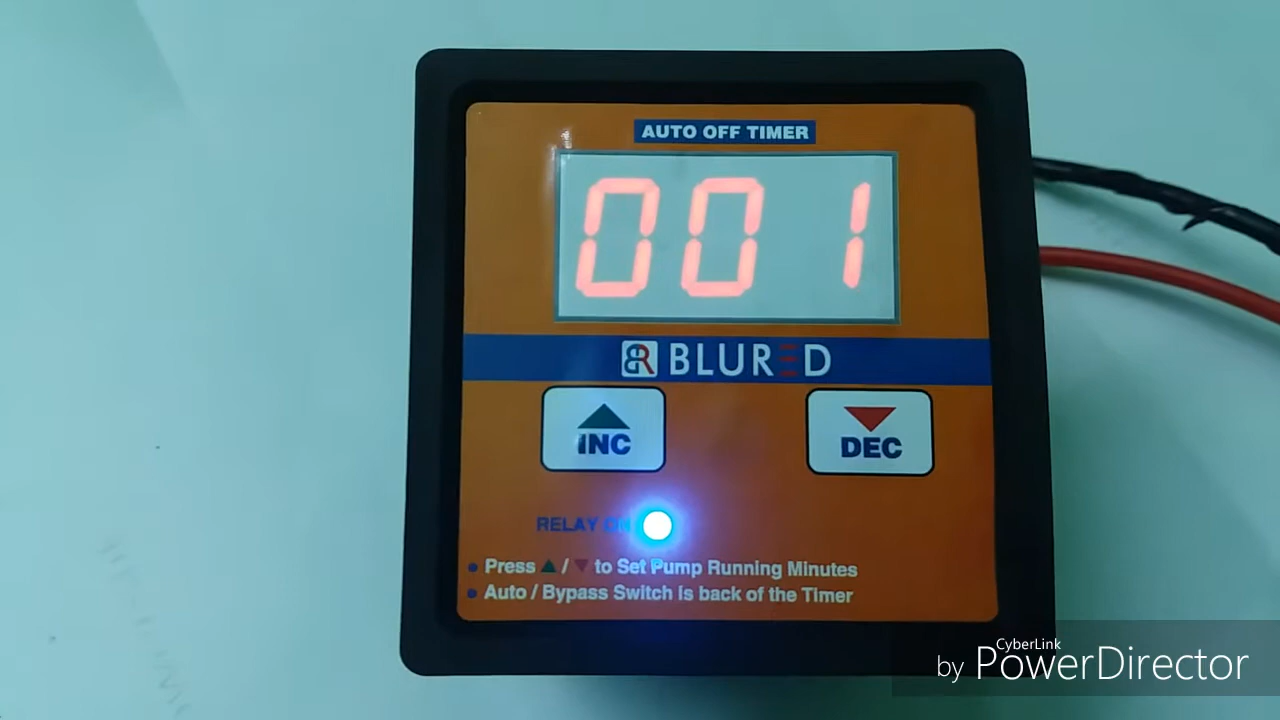 AUTO OFF TIMER
001
BR BLURED
INC
DEC
RELAY ON
Press ▲ / ▼ to Set Pump Running Minutes
Auto / Bypass Switch is back of the Timer
CyberLink
by PowerDirector